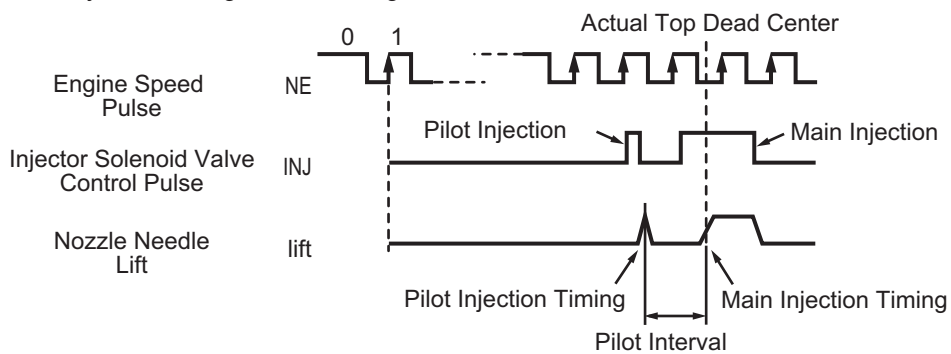 Actual Top Dead Center
0 1
Engine Speed
Pulse
NE
Pilot Injection
Main Injection
Injector Solenoid Valve
Control Pulse
INJ
Nozzle Needle
Lift
lift
Pilot Injection Timing
Main Injection Timing
Pilot Interval